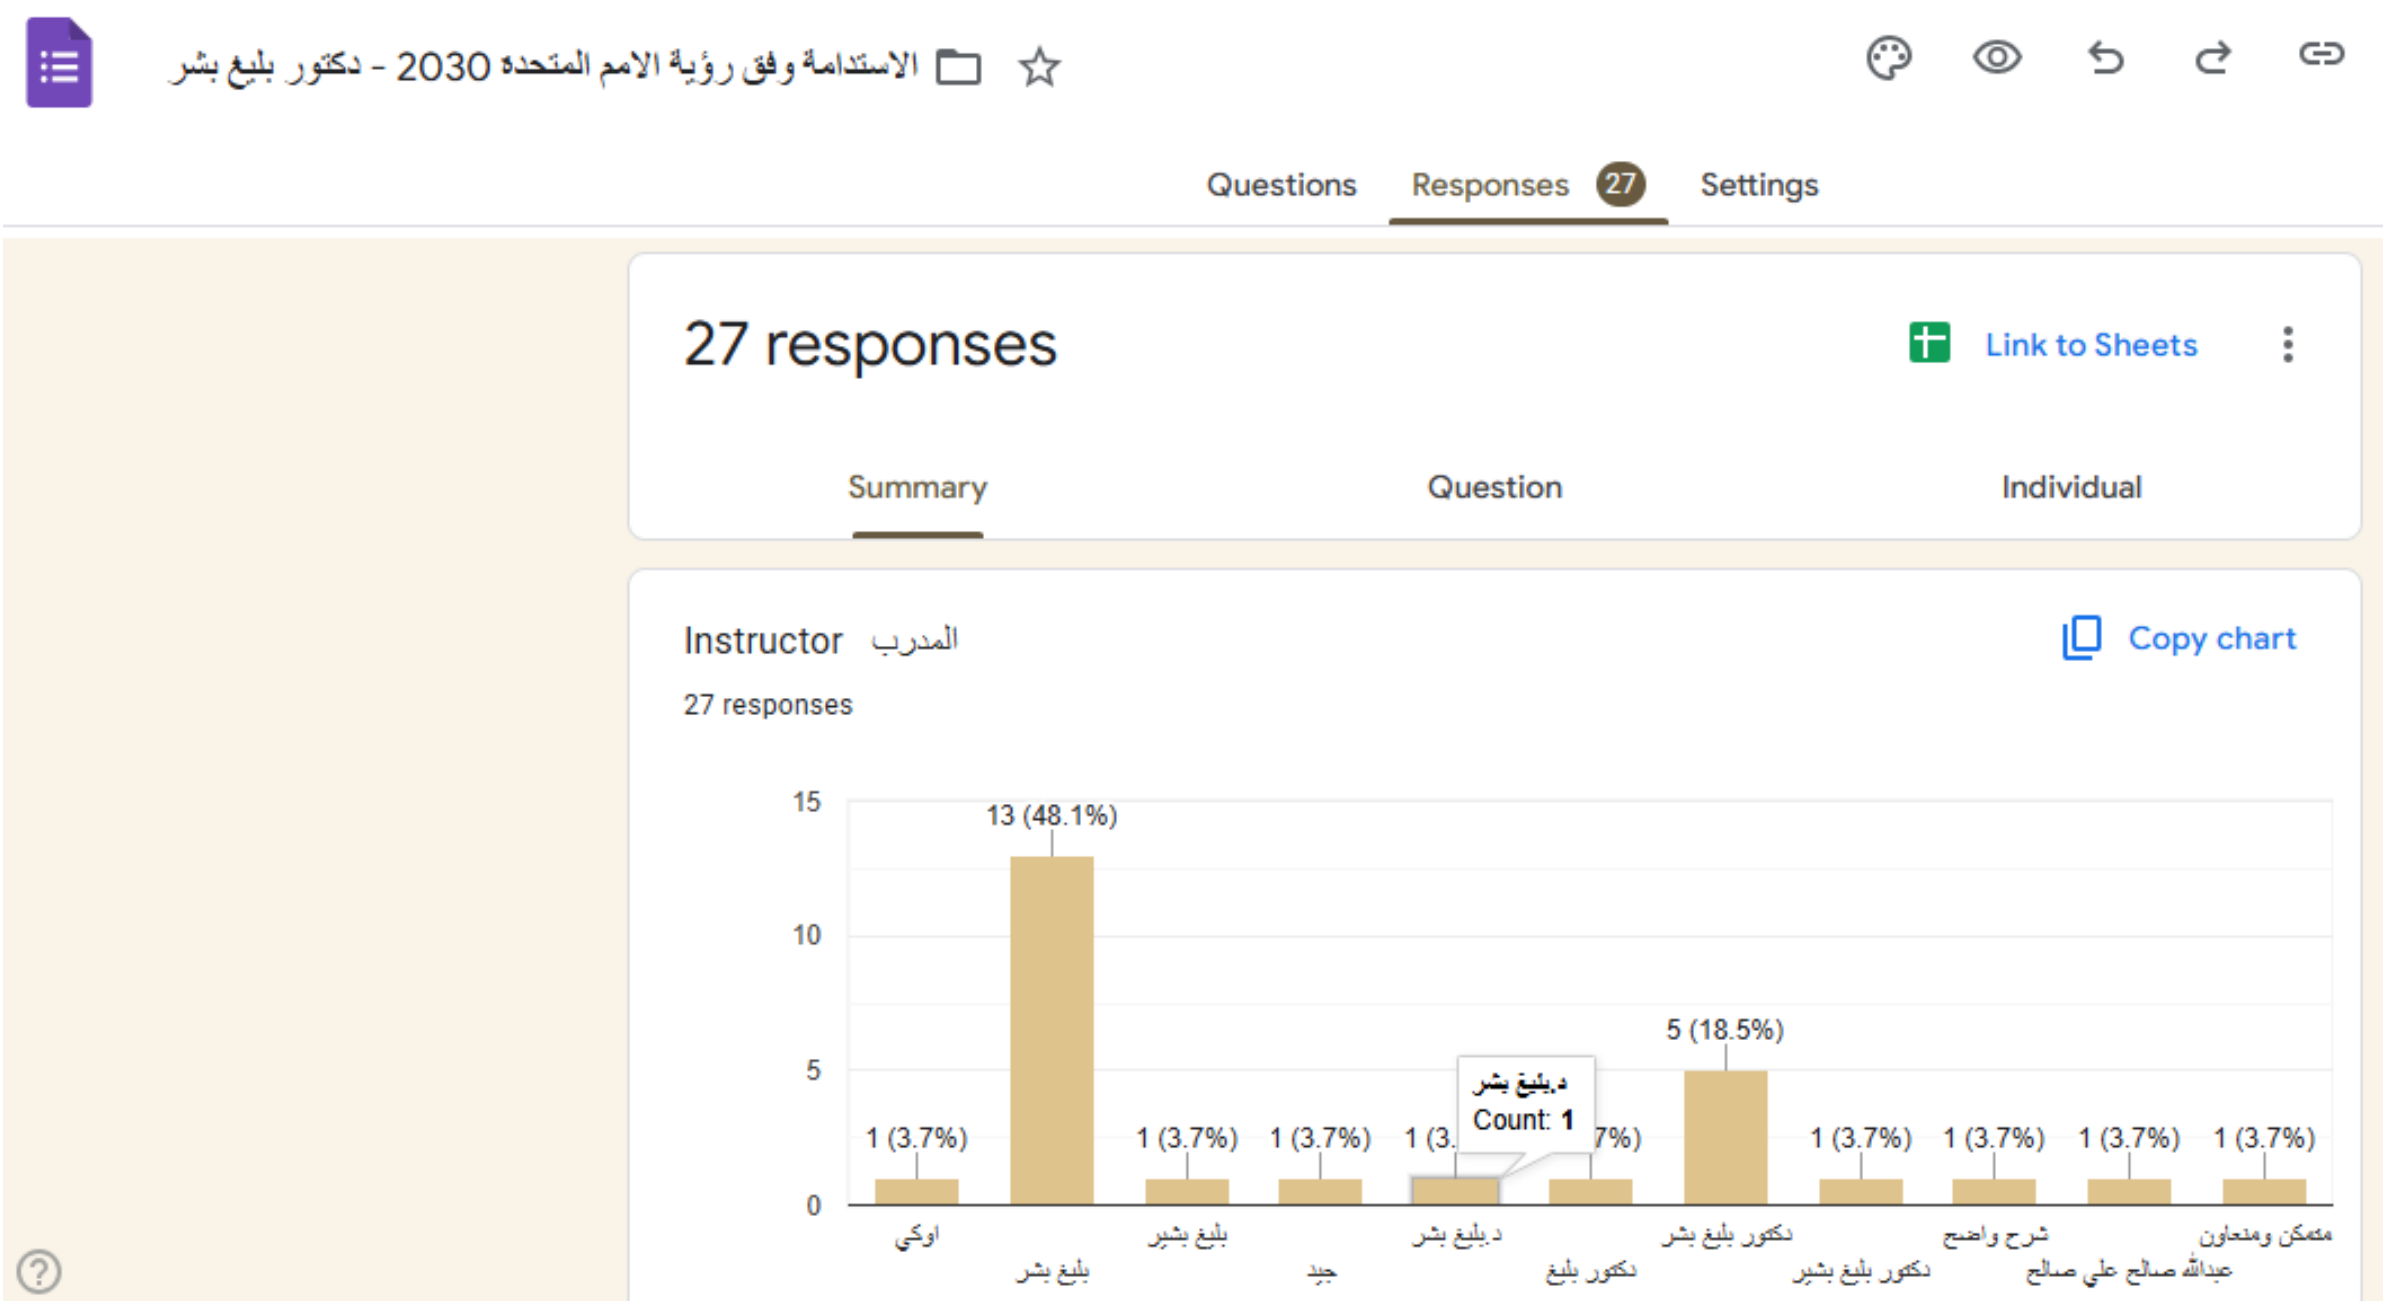 الاستدامة وفق رؤية الامم المتحدة 2030 - دكتور بليغ بشر
Questions Responses 27 Settings
27 responses
Link to Sheets
Summary Question Individual
Instructor المدرب
Copy chart
27 responses
15
13 (48.1%)
10
5 (18.5%)
5
د.بليغ بشر
Count: 1
1 (3.7%) 1 (3.7%) 1 (3.7%) 1 (3. 7%) 1 (3.7%) 1 (3.7%) 1 (3.7%) 1 (3.7%)
0
اوكي
بليغ بشر
بليغ بشير
جيد
د.بليغ بشر
دكتور بليغ
دكتور بليغ بشر
دكتور بليغ بشير
شرح واضح
عبدالله صالح علي صالح
متمكن ومتعاون